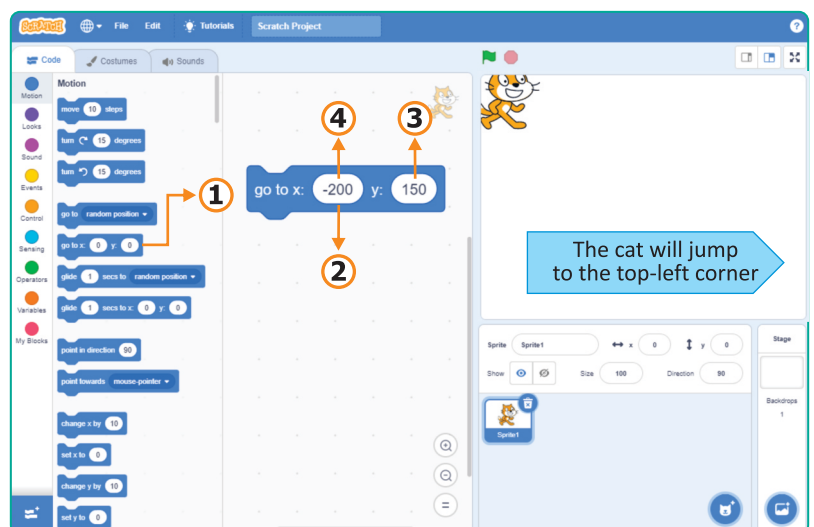 SCRATCH
File Edit Tutorials Scratch Project ?
Code Costumes Sounds
Motion
Looks
Sound
Events
Control
Sensing
Operators
Variables
My Blocks
Motion
move 10 steps
turn 15 degrees
turn 15 degrees
go to random position
go to x: 0 y: 0
glide 1 secs to random position
glide 1 secs to x: 0 y: 0
point in direction 90
point towards mouse-pointer
change x by 10
set x to 0
change y by 10
set y to 0
1
4 3
go to x: -200 y: 150
2
The cat will jump
to the top-left corner
Sprite Sprite1 x 0 y 0
Show Size 100 Direction 90
Sprite1
Stage
Backdrops
1